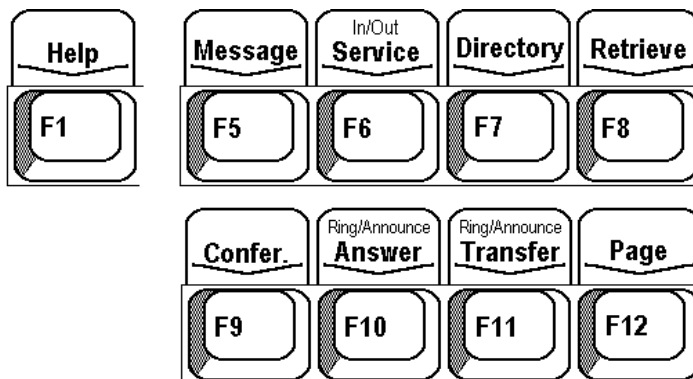 Help
Message
In/Out
Service
Directory
Retrieve
F1
F5
F6
F7
F8
Confer.
Ring/Announce
Answer
Ring/Announce
Transfer
Page
F9
F10
F11
F12